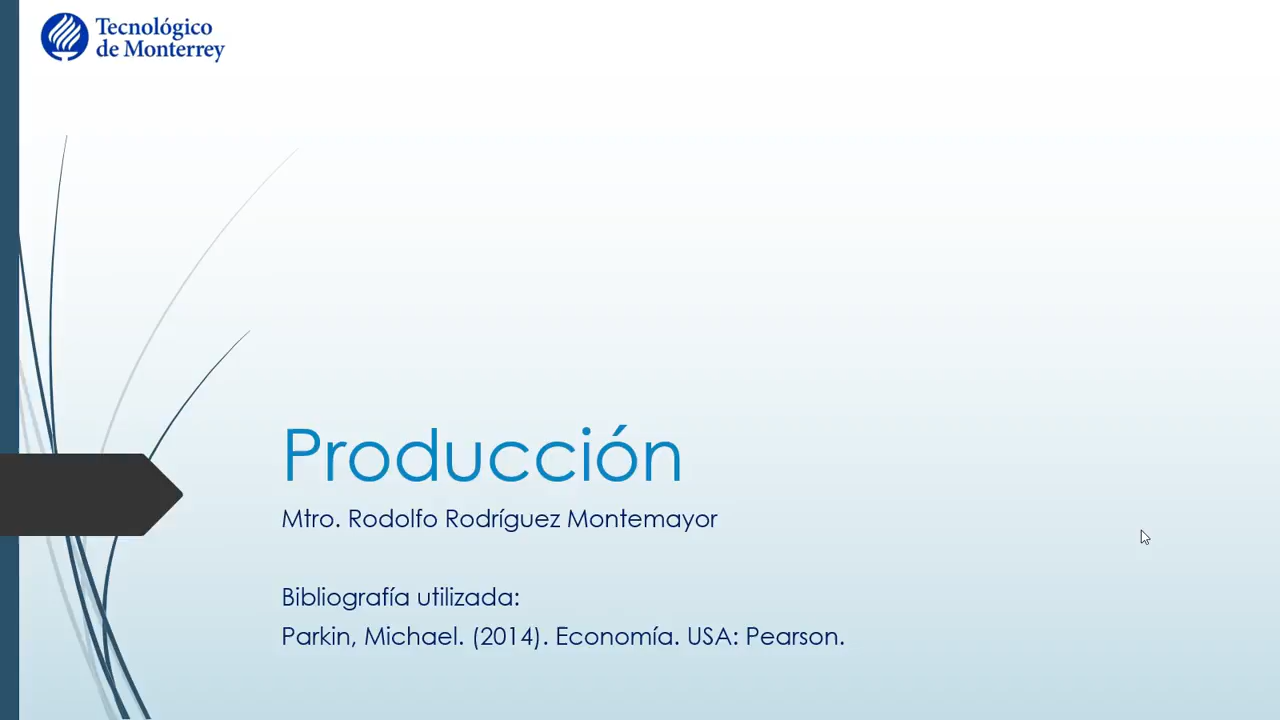 Tecnológico
de Monterrey
Producción
Mtro. Rodolfo Rodríguez Montemayor
Bibliografía utilizada:
Parkin, Michael. (2014). Economía. USA: Pearson.